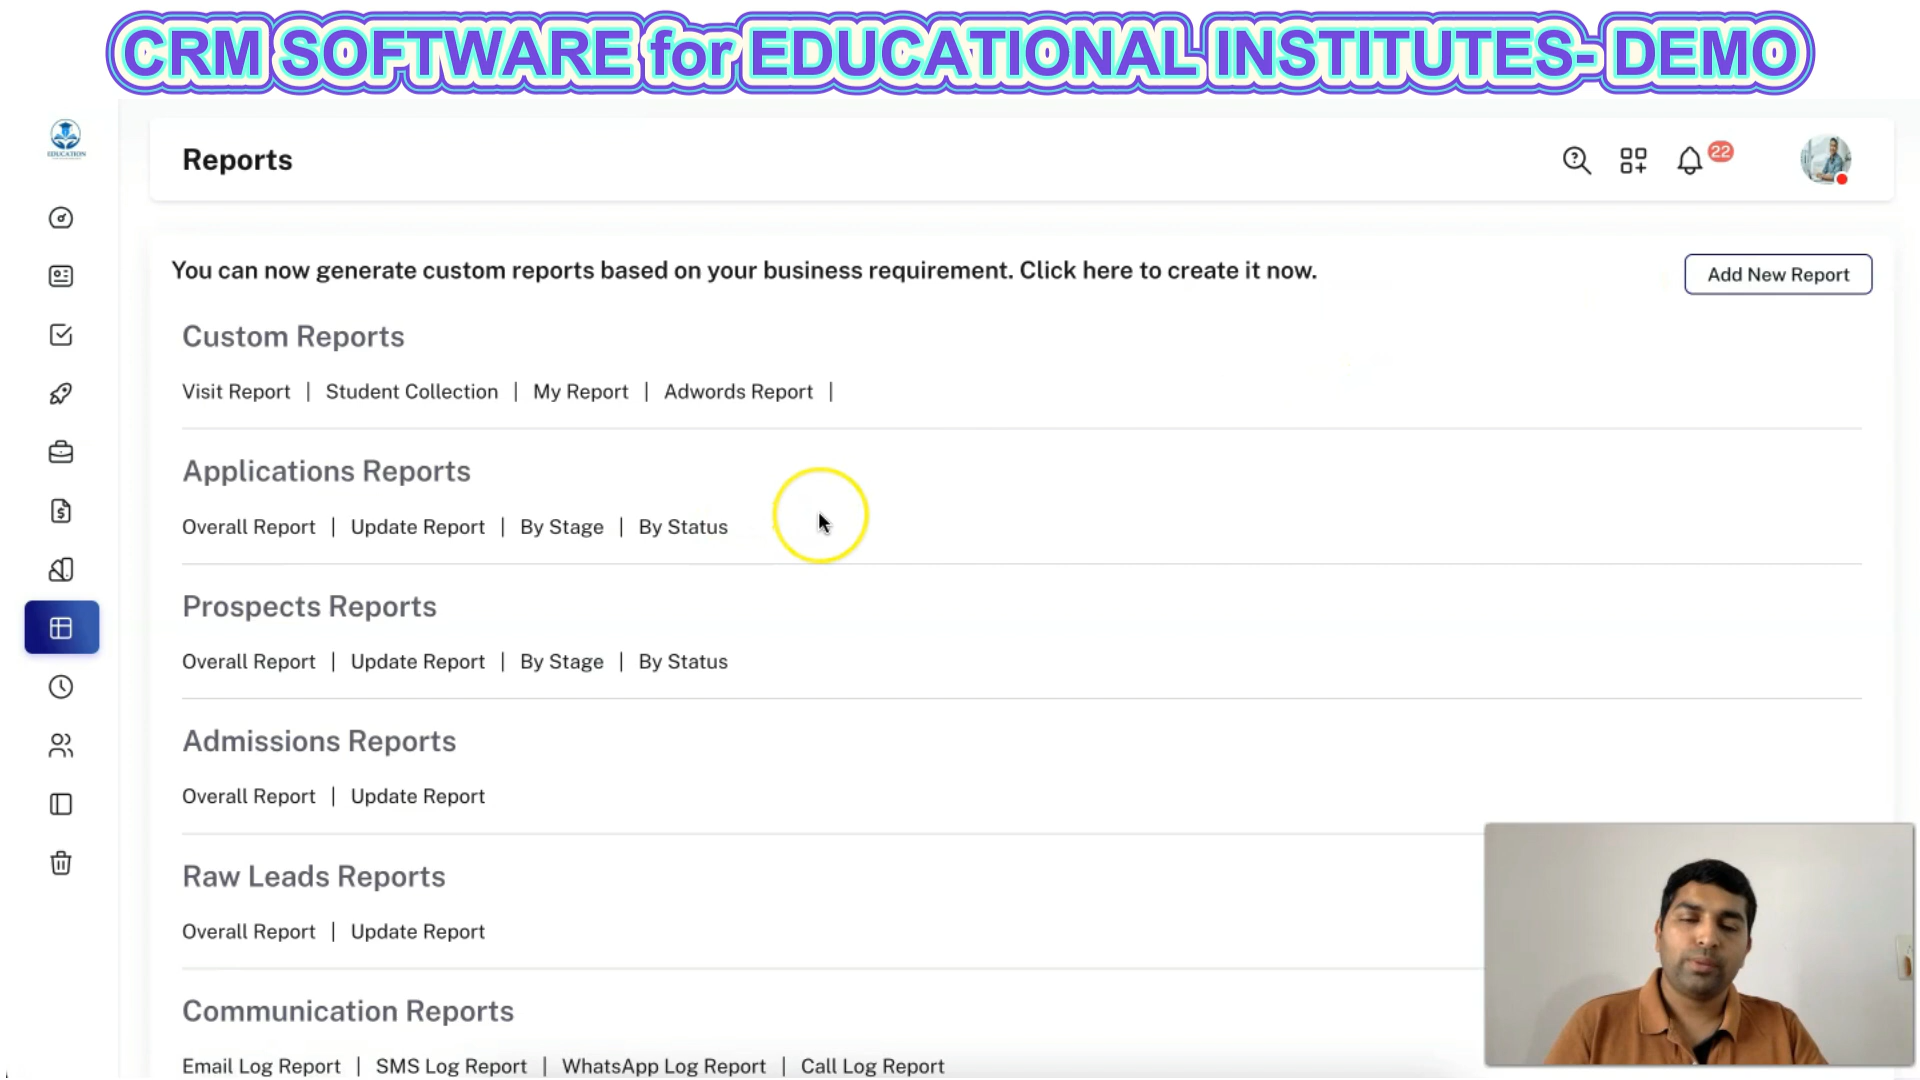 CRM SOFTWARE for EDUCATIONAL INSTITUTES- DEMO
EDUCATION
Reports
22
You can now generate custom reports based on your business requirement. Click here to create it now.
Add New Report
Custom Reports
Visit Report | Student Collection | My Report | Adwords Report |
Applications Reports
Overall Report | Update Report | By Stage | By Status
Prospects Reports
Overall Report | Update Report | By Stage | By Status
Admissions Reports
Overall Report | Update Report
Raw Leads Reports
Overall Report | Update Report
Communication Reports
Email Log Report | SMS Log Report | WhatsApp Log Report | Call Log Report